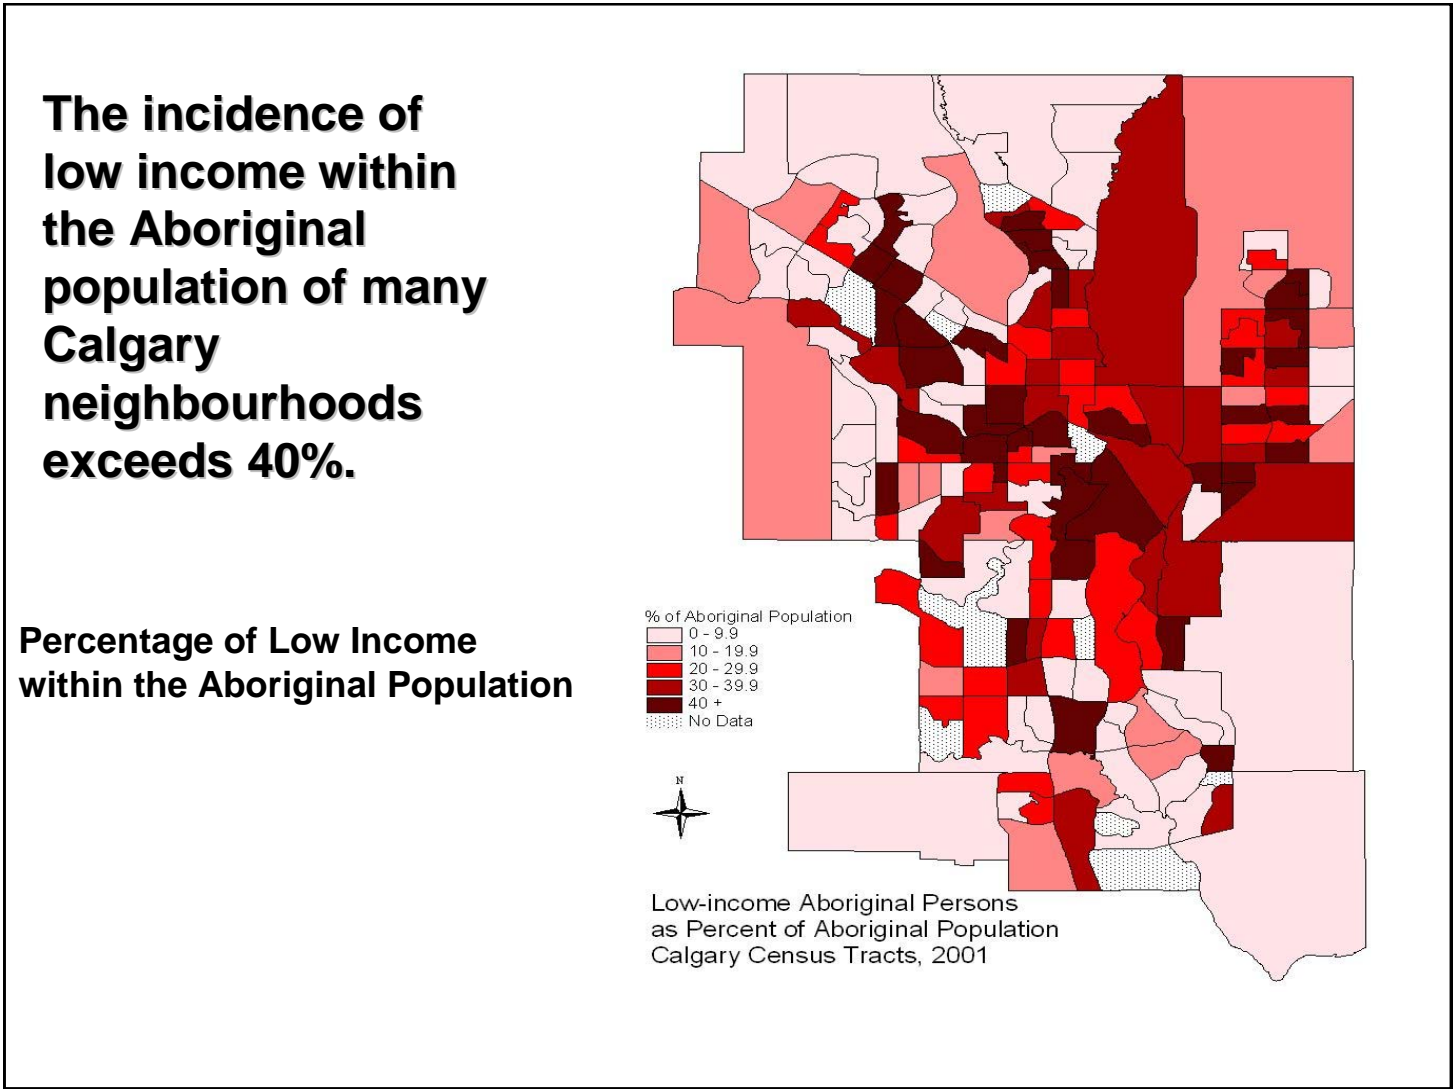 The incidence of
low income within
the Aboriginal
population of many
Calgary
neighbourhoods
exceeds 40%.
Percentage of Low Income
within the Aboriginal Population
% of Aboriginal Population
0 - 9.9
10 - 19.9
20 - 29.9
30 - 39.9
40 +
No Data
N
Low-income Aboriginal Persons
as Percent of Aboriginal Population
Calgary Census Tracts, 2001